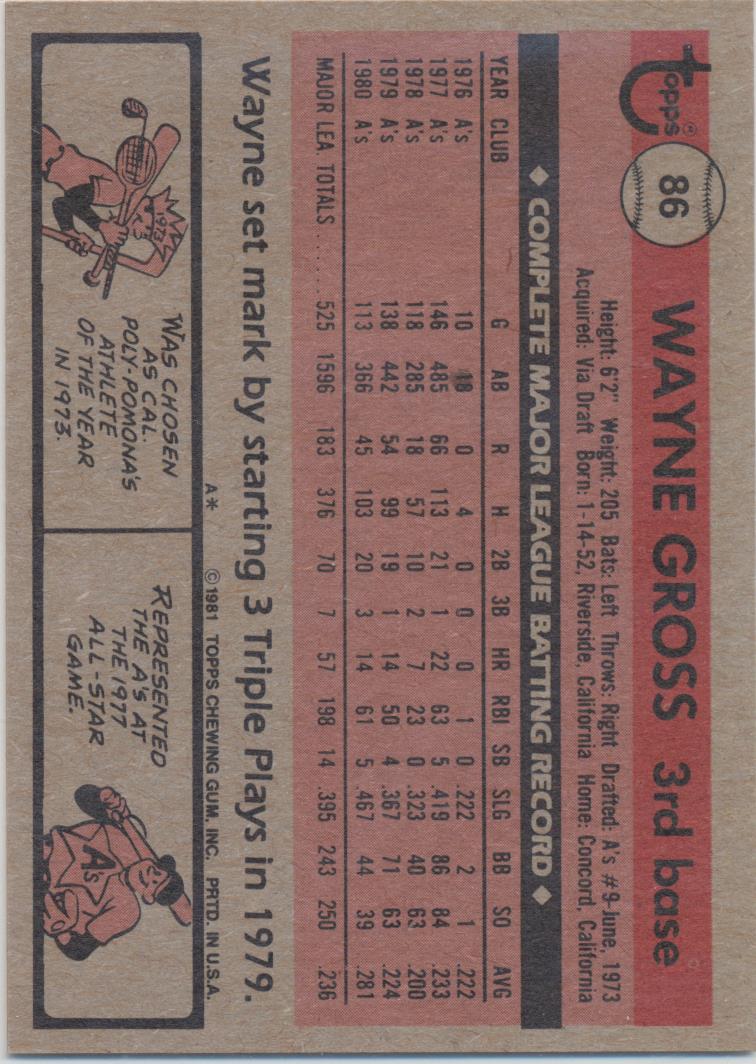 Topps®
86
WAYNE GROSS 3rd base
Height: 6'2" Weight: 205 Bats: Left Throws: Right Drafted: A's #9-June, 1973
Acquired: Via Draft Born: 1-14-52, Riverside, California Home: Concord, California
◆ COMPLETE MAJOR LEAGUE BATTING RECORD ◆
YEAR CLUB G AB R H 2B 3B HR RBI SB SLG BB SO AVG
1976 A's 10 18 0 4 0 0 0 1 0 .222 2 1 .222
1977 A's 146 485 66 113 21 1 22 63 5 .419 86 84 .233
1978 A's 118 285 18 57 10 2 7 23 0 .323 40 63 .200
1979 A's 138 442 54 99 19 1 14 50 4 .367 71 63 .224
1980 A's 113 366 45 103 20 3 14 61 5 .467 44 39 .281
MAJOR LEA. TOTALS ...... 525 1596 183 376 70 7 57 198 14 .395 243 250 .236
Wayne set mark by starting 3 Triple Plays in 1979.
A* ©1981 TOPPS CHEWING GUM, INC. PRTD. IN U.S.A.
1973
WAS CHOSEN
AS CAL.
POLY-POMONA'S
ATHLETE
OF THE YEAR
IN 1973.
REPRESENTED
THE A'S AT
THE 1977
ALL-STAR
GAME.
A's